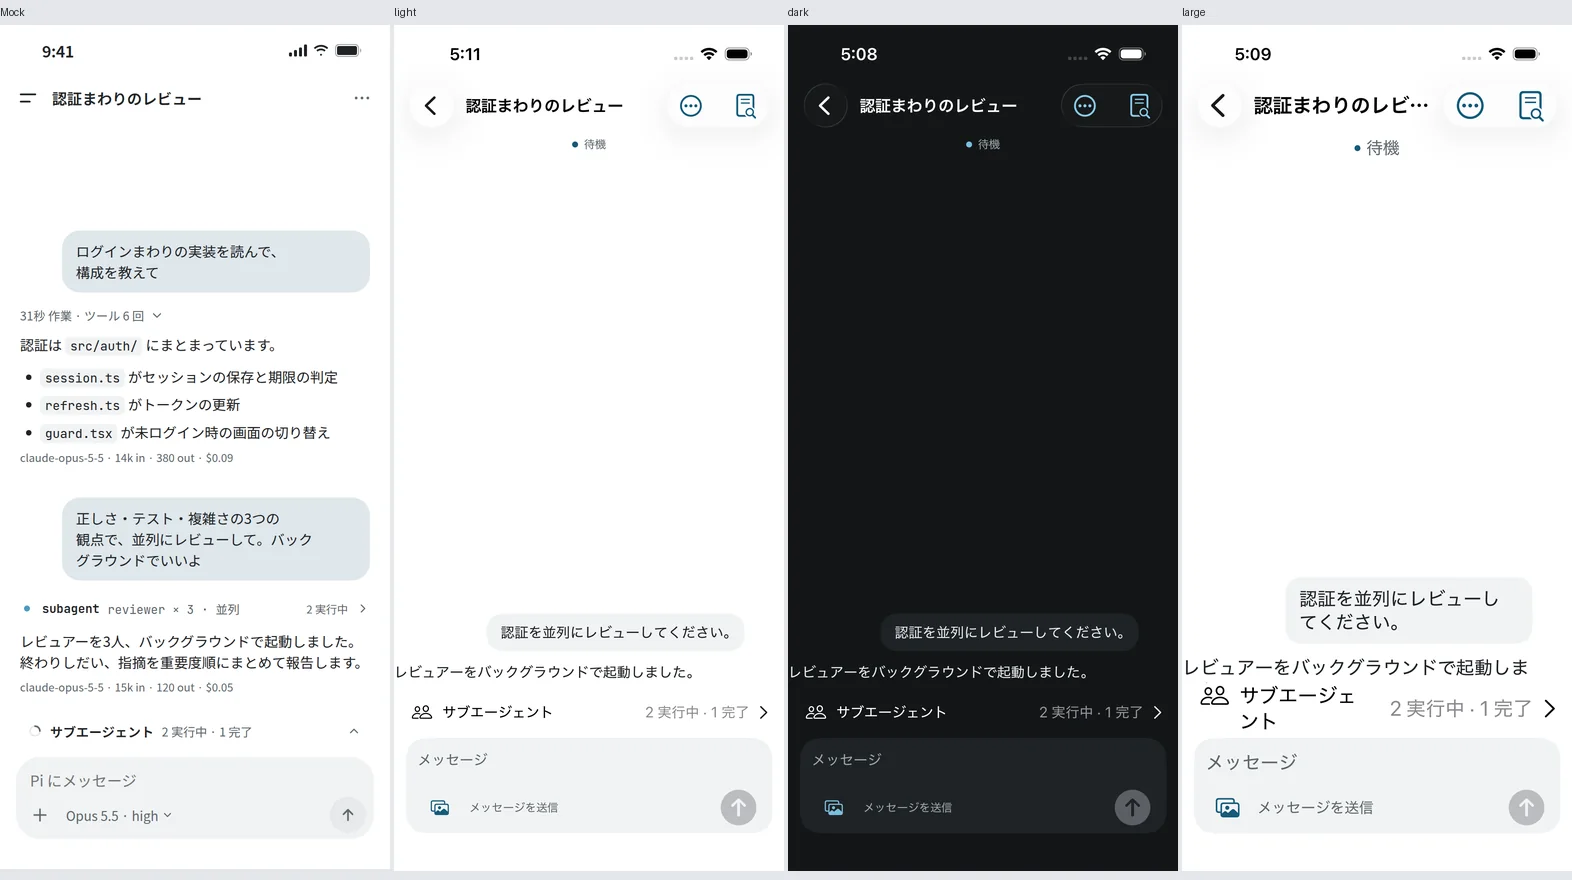 Mock
9:41
認証まわりのレビュー
ログインまわりの実装を読んで、
構成を教えて
31秒 作業 · ツール 6 回
認証は src/auth/ にまとまっています。
• session.ts がセッションの保存と期限の判定
• refresh.ts がトークンの更新
• guard.tsx が未ログイン時の画面の切り替え
claude-opus-5-5 · 14k in · 380 out · $0.09
正しさ・テスト・複雑さの3つの
観点で、並列にレビューして。バック
グラウンドでいいよ
subagent reviewer × 3 · 並列 2 実行中
レビュアーを3人、バックグラウンドで起動しました。
終わりしだい、指摘を重要度順にまとめて報告します。
claude-opus-5-5 · 15k in · 120 out · $0.05
サブエージェント 2 実行中 · 1 完了
Pi にメッセージ
Opus 5.5 · high
light
5:11
認証まわりのレビュー
待機
認証を並列にレビューしてください。
レビュアーをバックグラウンドで起動しました。
サブエージェント 2 実行中 · 1 完了
メッセージ
メッセージを送信
dark
5:08
認証まわりのレビュー
待機
認証を並列にレビューしてください。
レビュアーをバックグラウンドで起動しました。
サブエージェント 2 実行中 · 1 完了
メッセージ
メッセージを送信
large
5:09
認証まわりのレビ…
待機
認証を並列にレビューし
てください。
レビュアーをバックグラウンドで起動しま
サブエージェ
ント
2 実行中 · 1 完了
メッセージ
メッセージを送信